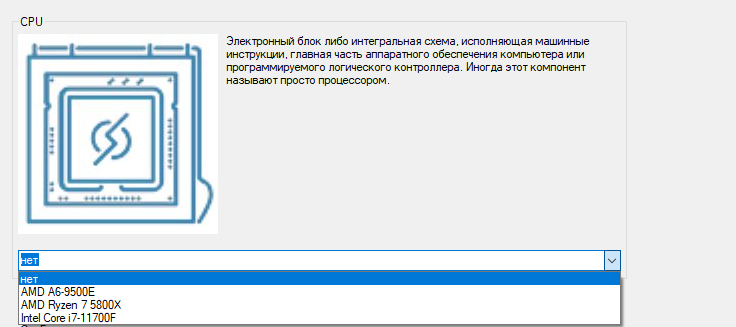 CPU
Электронный блок либо интегральная схема, исполняющая машинные
инструкции, главная часть аппаратного обеспечения компьютера или
программируемого логического контроллера. Иногда этот компонент
называют просто процессором.
нет
нет
AMD A6-9500E
AMD Ryzen 7 5800X
Intel Core i7-11700F